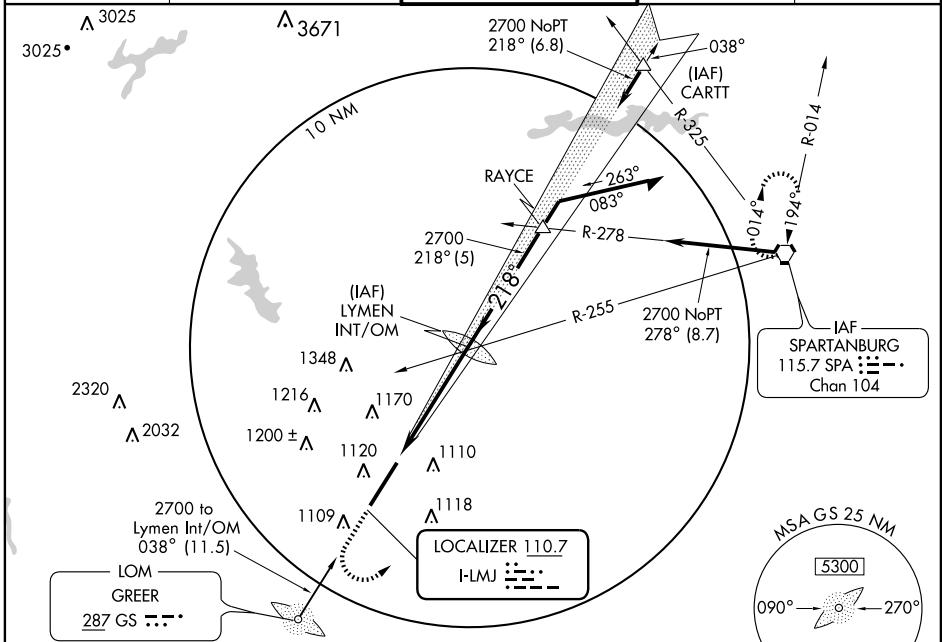 3025
3025
3671
2700 NoPT
218° (6.8)
038°
(IAF)
CARTT
10 NM
R-325
R-014
RAYCE
263°
083°
014°
194°
R-278
2700
218° (5)
218°
(IAF)
LYMEN
INT/OM
R-255
2700 NoPT
278° (8.7)
IAF
SPARTANBURG
115.7 SPA
Chan 104
1348
2320
1216
1170
2032
1200 ±
1120
1110
2700 to
Lymen Int/OM
038° (11.5)
1109
1118
LOCALIZER 110.7
I-LMJ
LOM
GREER
287 GS
MSA GS 25 NM
5300
090°
270°